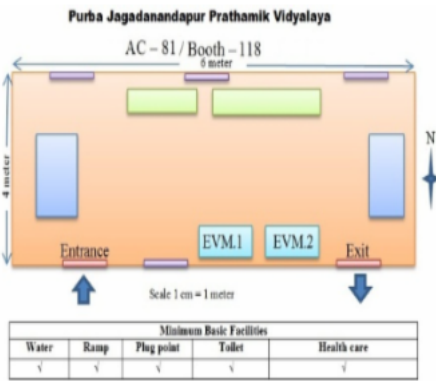 Purba Jagadanandapur Prathamik Vidyalaya
AC – 81 / Booth – 118
6 meter
4 meter
N
EVM.1 EVM.2
Entrance Exit
Scale 1 cm = 1 meter
Minimum Basic Facilities
Water Ramp Plug point Toilet Health care
√ √ √ √ √